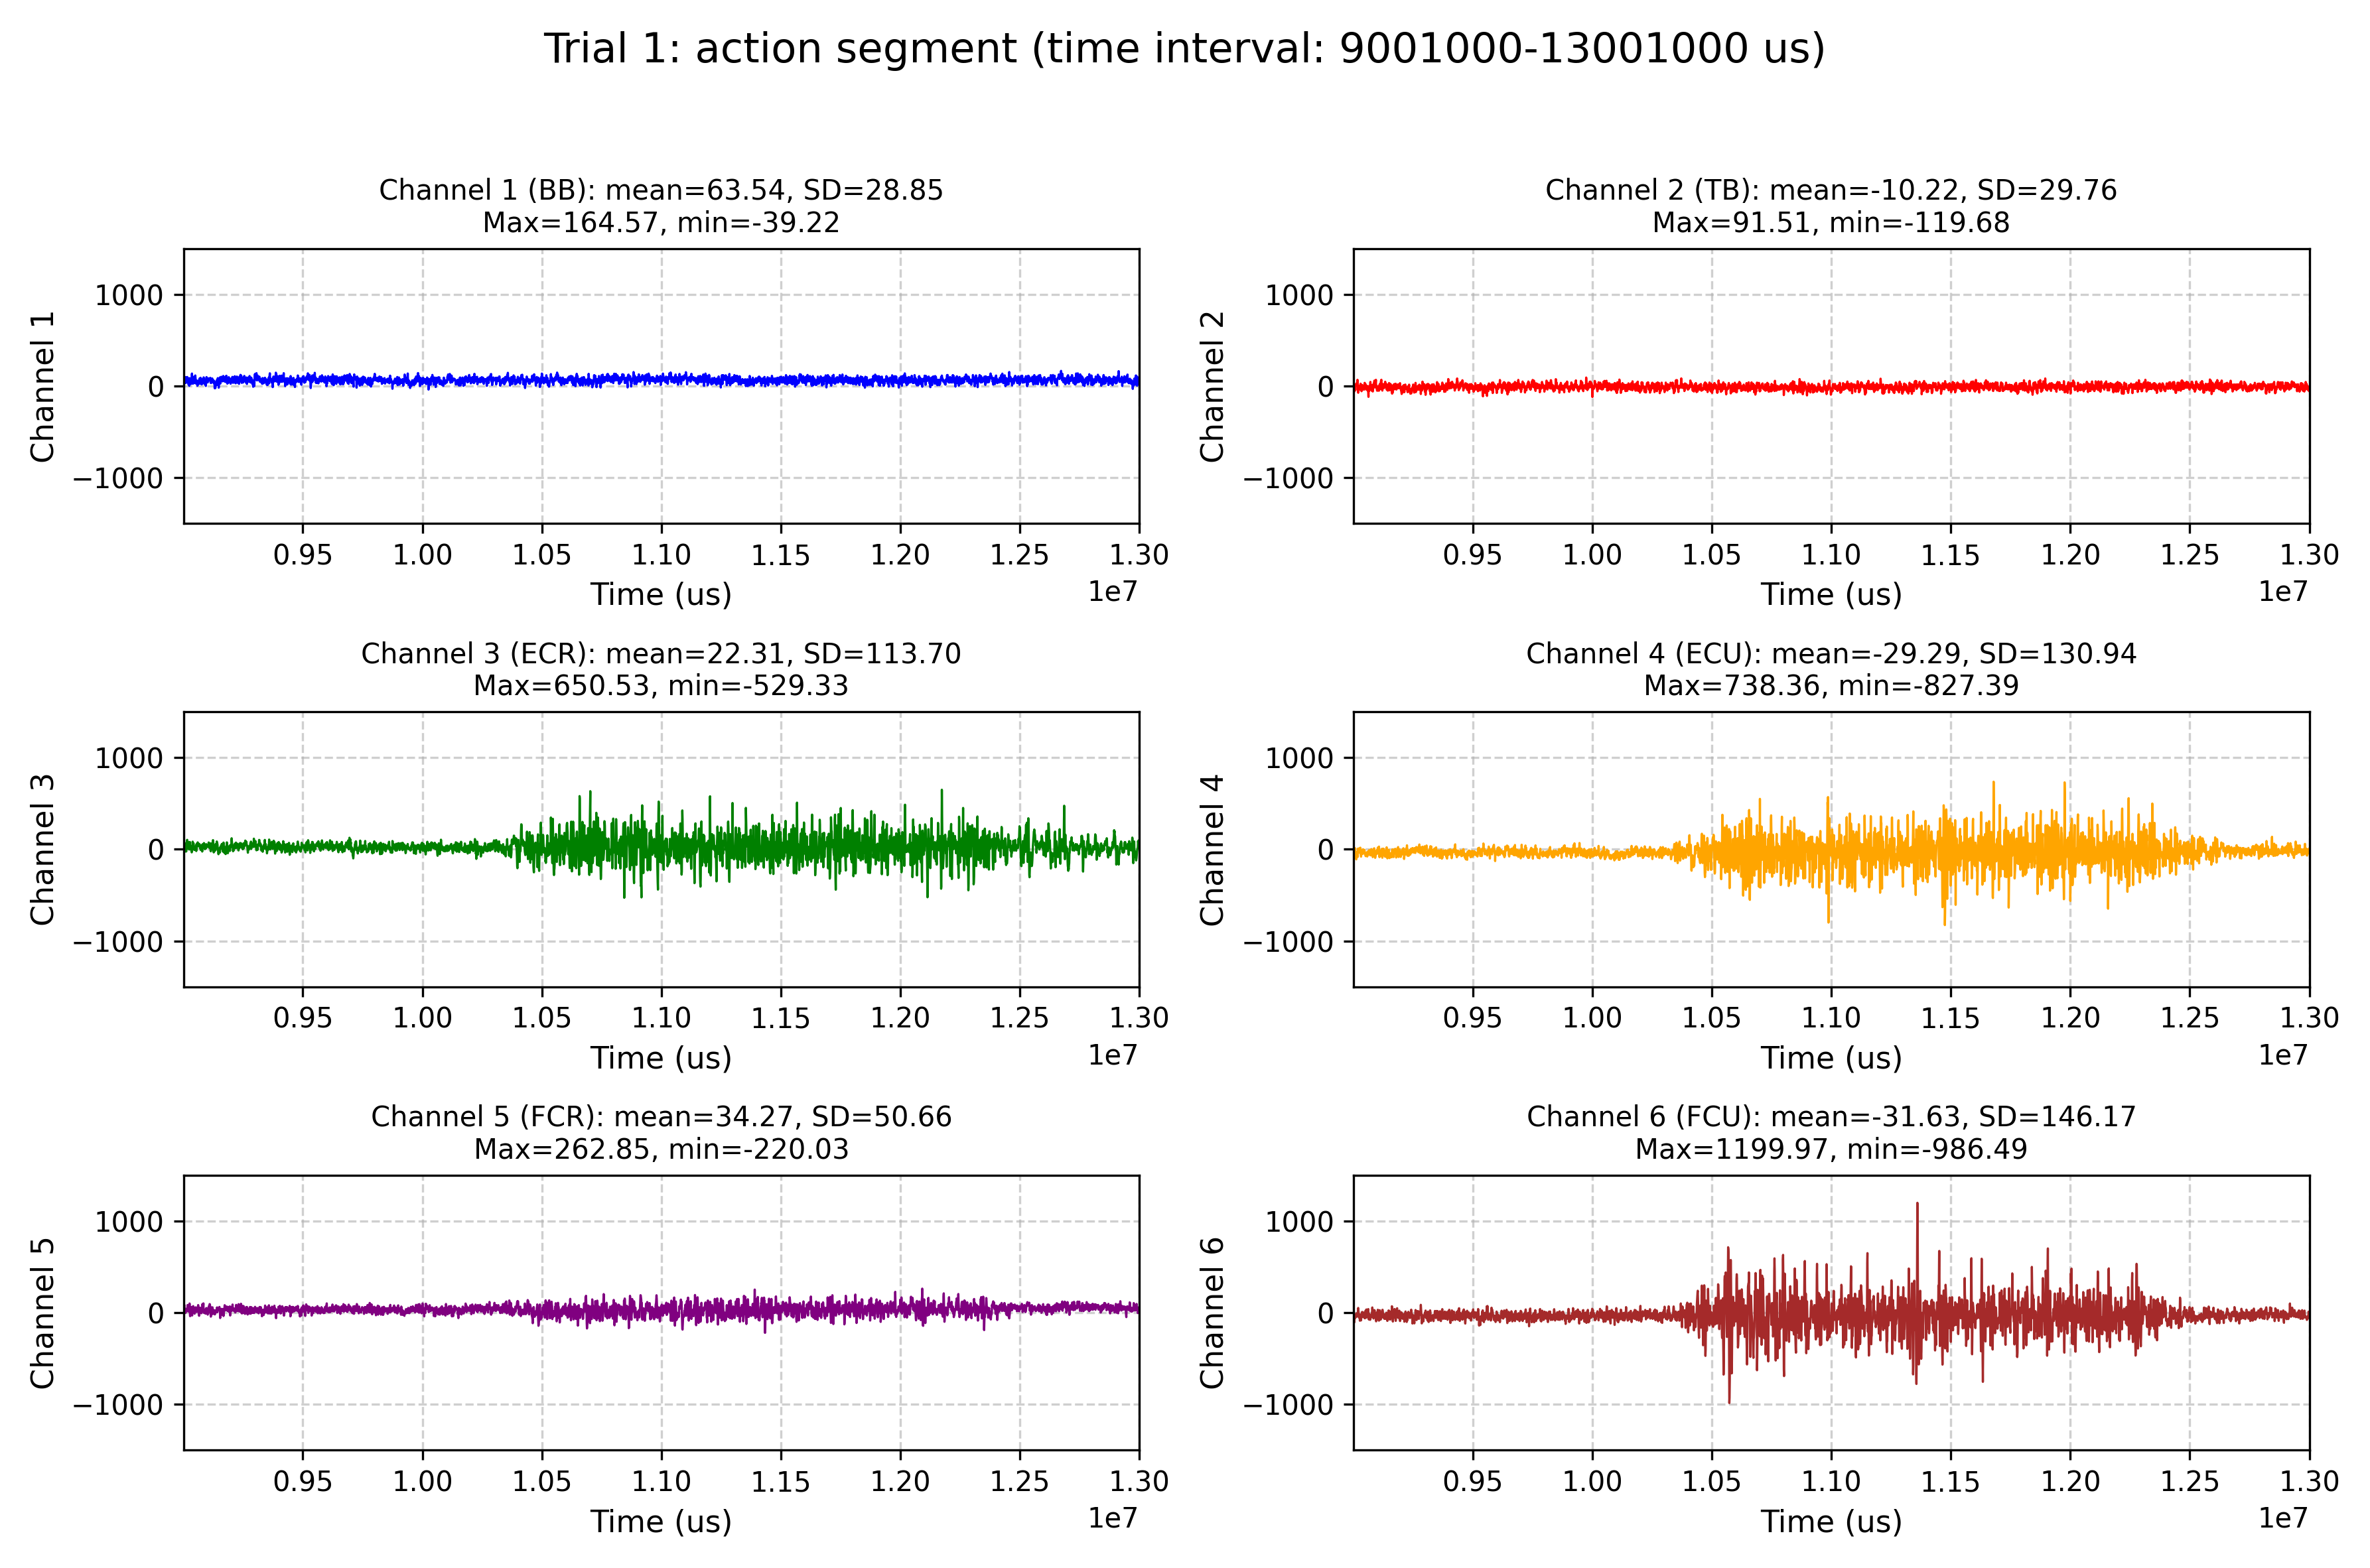 Trial 1: action segment (time interval: 9001000-13001000 us)
Channel 1 (BB): mean=63.54, SD=28.85
Max=164.57, min=-39.22
Channel 1
1000
0
−1000
0.95 1.00 1.05 1.10 1.15 1.20 1.25 1.30
Time (us)
1e7
Channel 2 (TB): mean=-10.22, SD=29.76
Max=91.51, min=-119.68
Channel 2
1000
0
−1000
0.95 1.00 1.05 1.10 1.15 1.20 1.25 1.30
Time (us)
1e7
Channel 3 (ECR): mean=22.31, SD=113.70
Max=650.53, min=-529.33
Channel 3
1000
0
−1000
0.95 1.00 1.05 1.10 1.15 1.20 1.25 1.30
Time (us)
1e7
Channel 4 (ECU): mean=-29.29, SD=130.94
Max=738.36, min=-827.39
Channel 4
1000
0
−1000
0.95 1.00 1.05 1.10 1.15 1.20 1.25 1.30
Time (us)
1e7
Channel 5 (FCR): mean=34.27, SD=50.66
Max=262.85, min=-220.03
Channel 5
1000
0
−1000
0.95 1.00 1.05 1.10 1.15 1.20 1.25 1.30
Time (us)
1e7
Channel 6 (FCU): mean=-31.63, SD=146.17
Max=1199.97, min=-986.49
Channel 6
1000
0
−1000
0.95 1.00 1.05 1.10 1.15 1.20 1.25 1.30
Time (us)
1e7